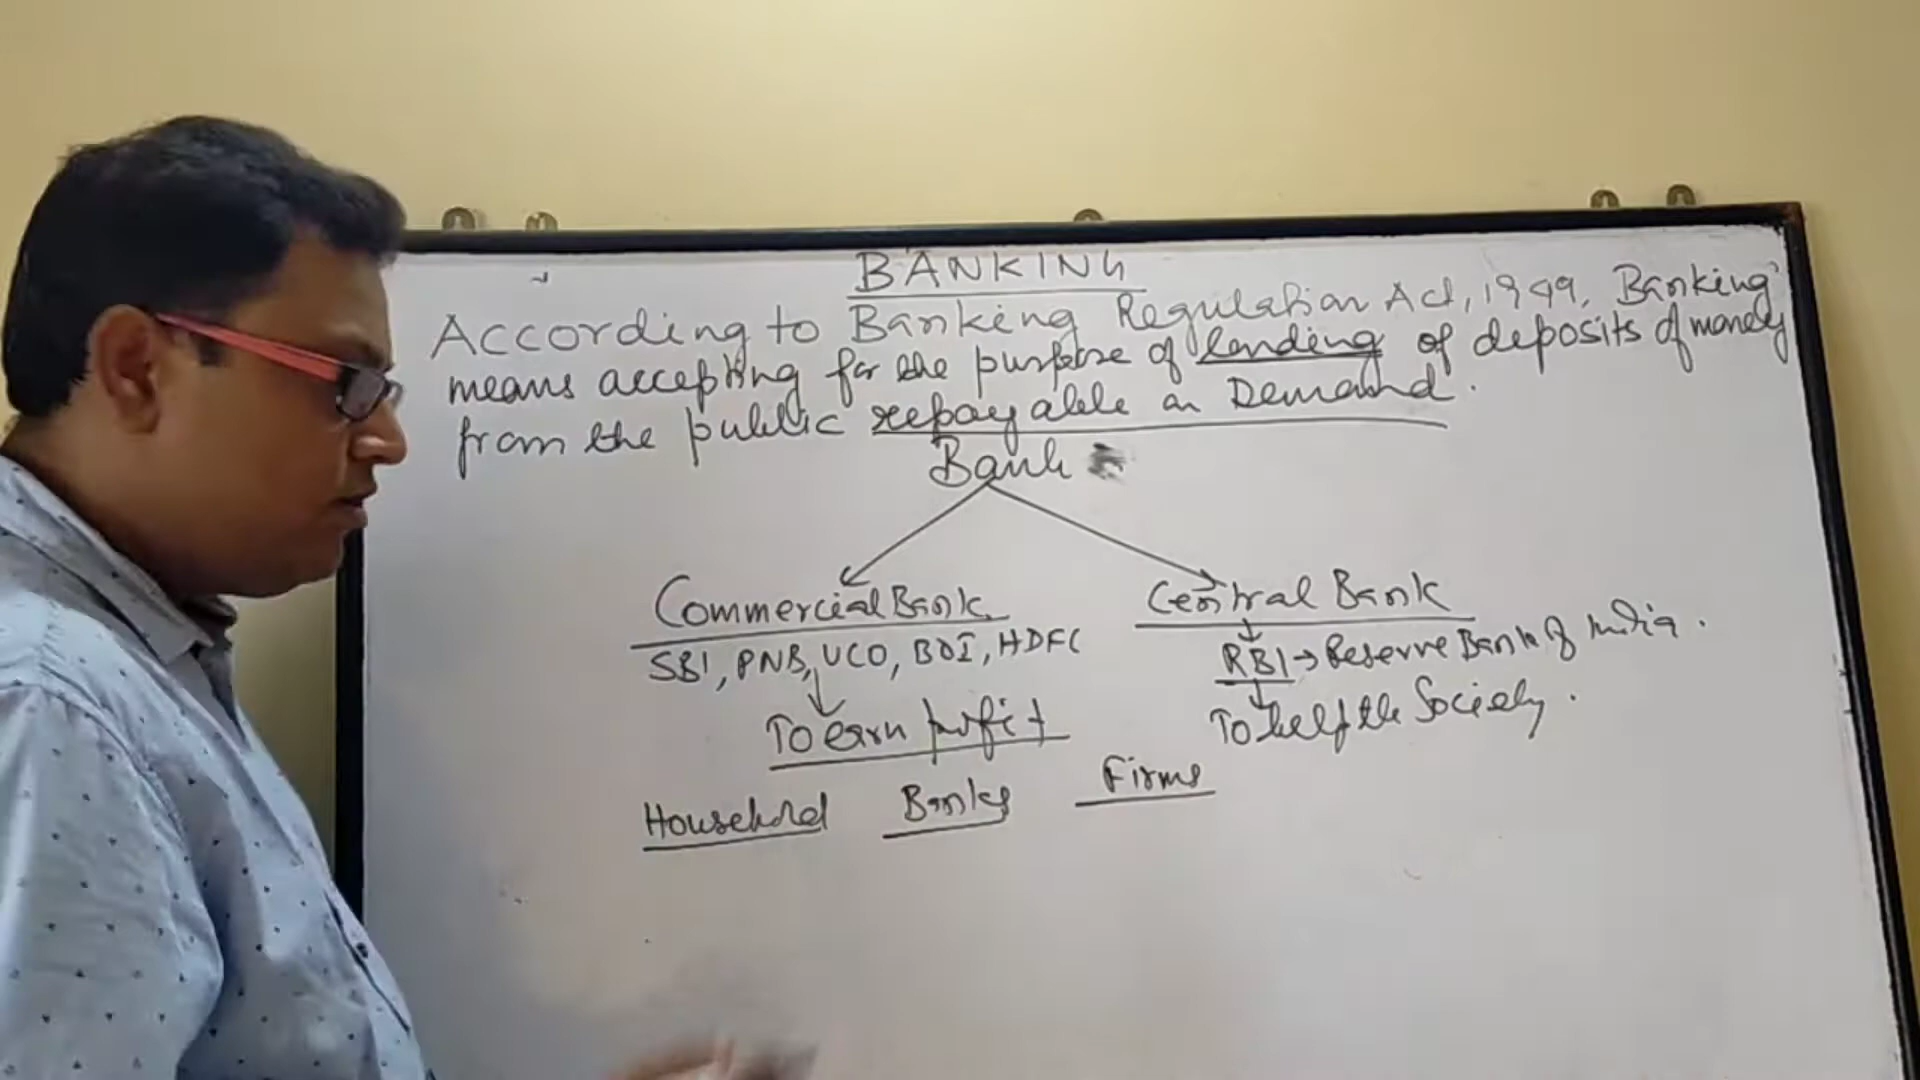 BANKING
According to Banking Regulation Act, 1949, Banking
means accepting for the purpose of lending of deposits of money
from the public repayable on Demand.
Bank
Commercial Bank Central Bank
SBI, PNB, UCO, BOI, HDFC RBI → Reserve Bank of India.
To earn profit To help the Society.
Household Banks Firms